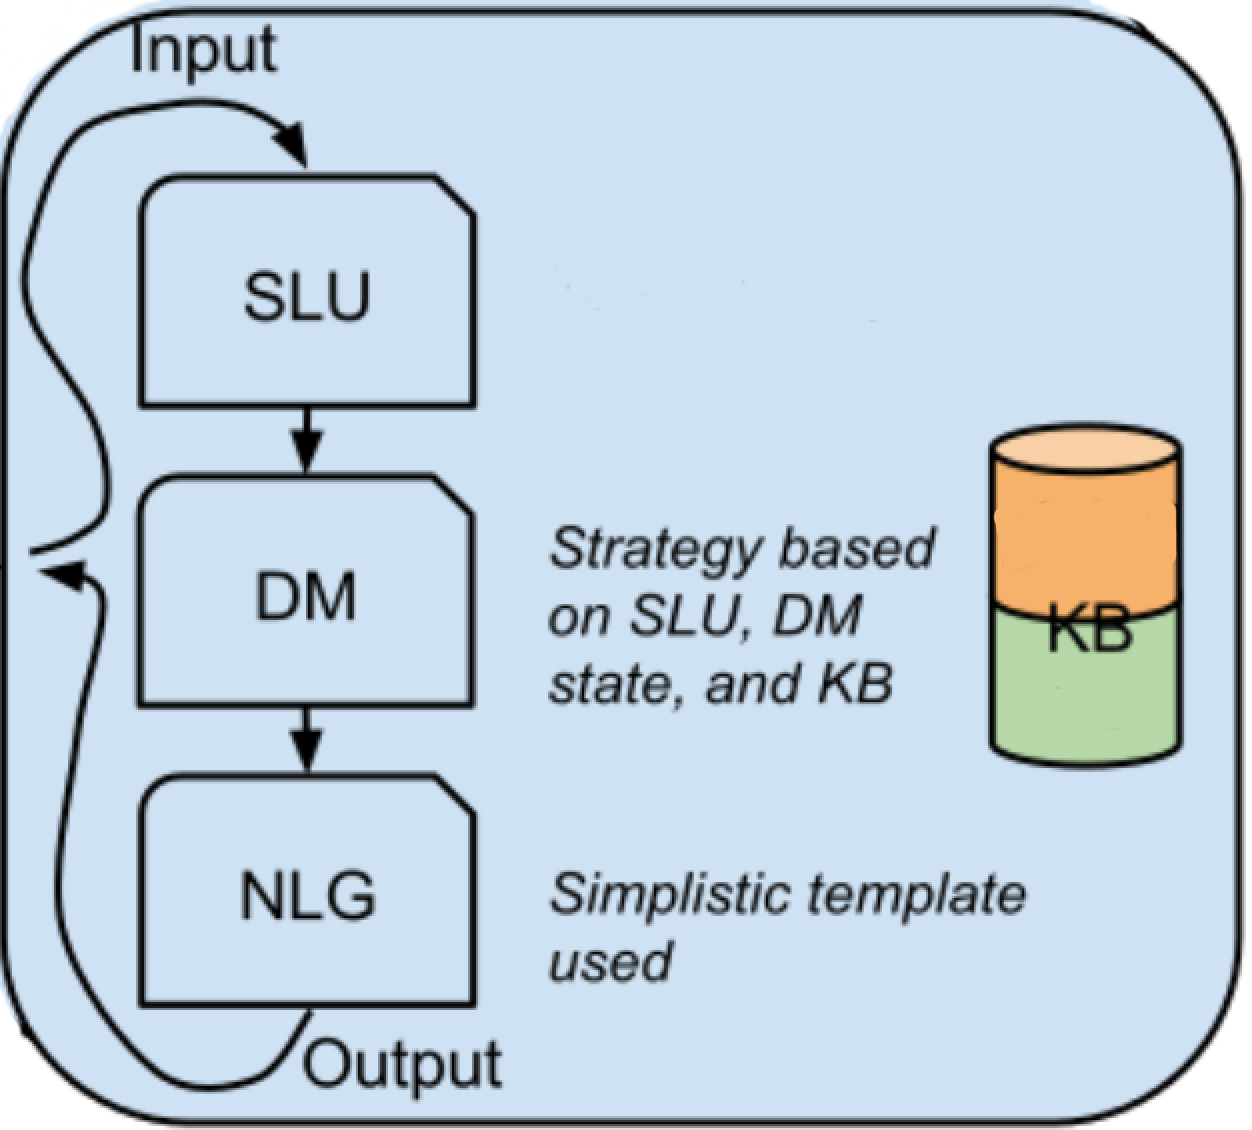 Input
SLU
DM
Strategy based
on SLU, DM
state, and KB
KB
NLG
Simplistic template
used
Output